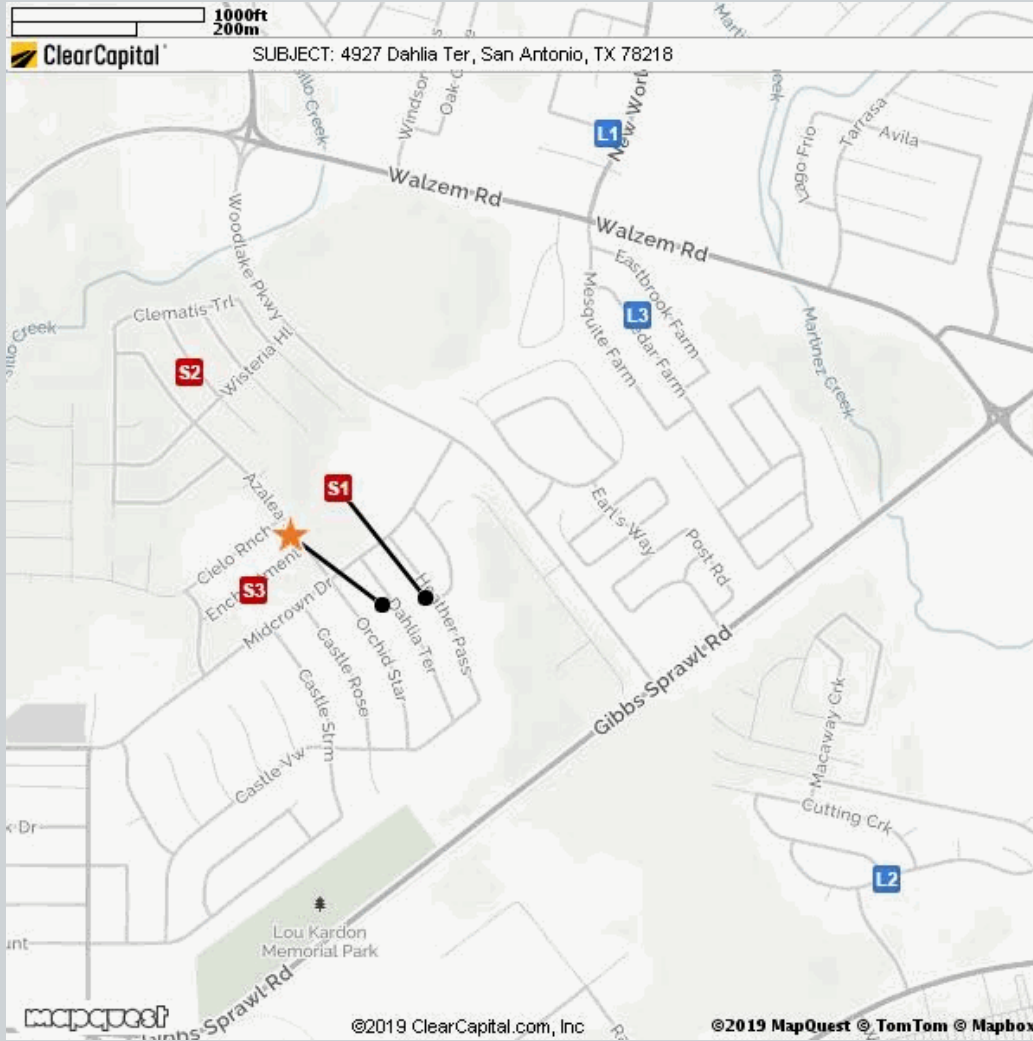 1000ft
200m
ClearCapital
SUBJECT: 4927 Dahlia Ter, San Antonio, TX 78218
Windsor
Oak
L1
Walzem Rd
Walzem Rd
Lago Frio
Tarrasa
Avila
Woodlake Pkwy
Eastbrook Farm
Mesquite Farm
L3
Martinez Creek
Clematis Trl
Wisteria Hl
S2
Azalea
S1
Earl's Way
Post Rd
Cielo Rnch
S3
Midcrown Dr
Heather Pass
Dahlia Ter
Orchid Star
Castle Rose
Castle Strm
Gibbs Sprawl Rd
Castle Vw
Macaway Crk
Cutting Crk
L2
Lou Kardon
Memorial Park
Gibbs Sprawl Rd
mapquest
©2019 ClearCapital.com, Inc
©2019 MapQuest © TomTom © Mapbox